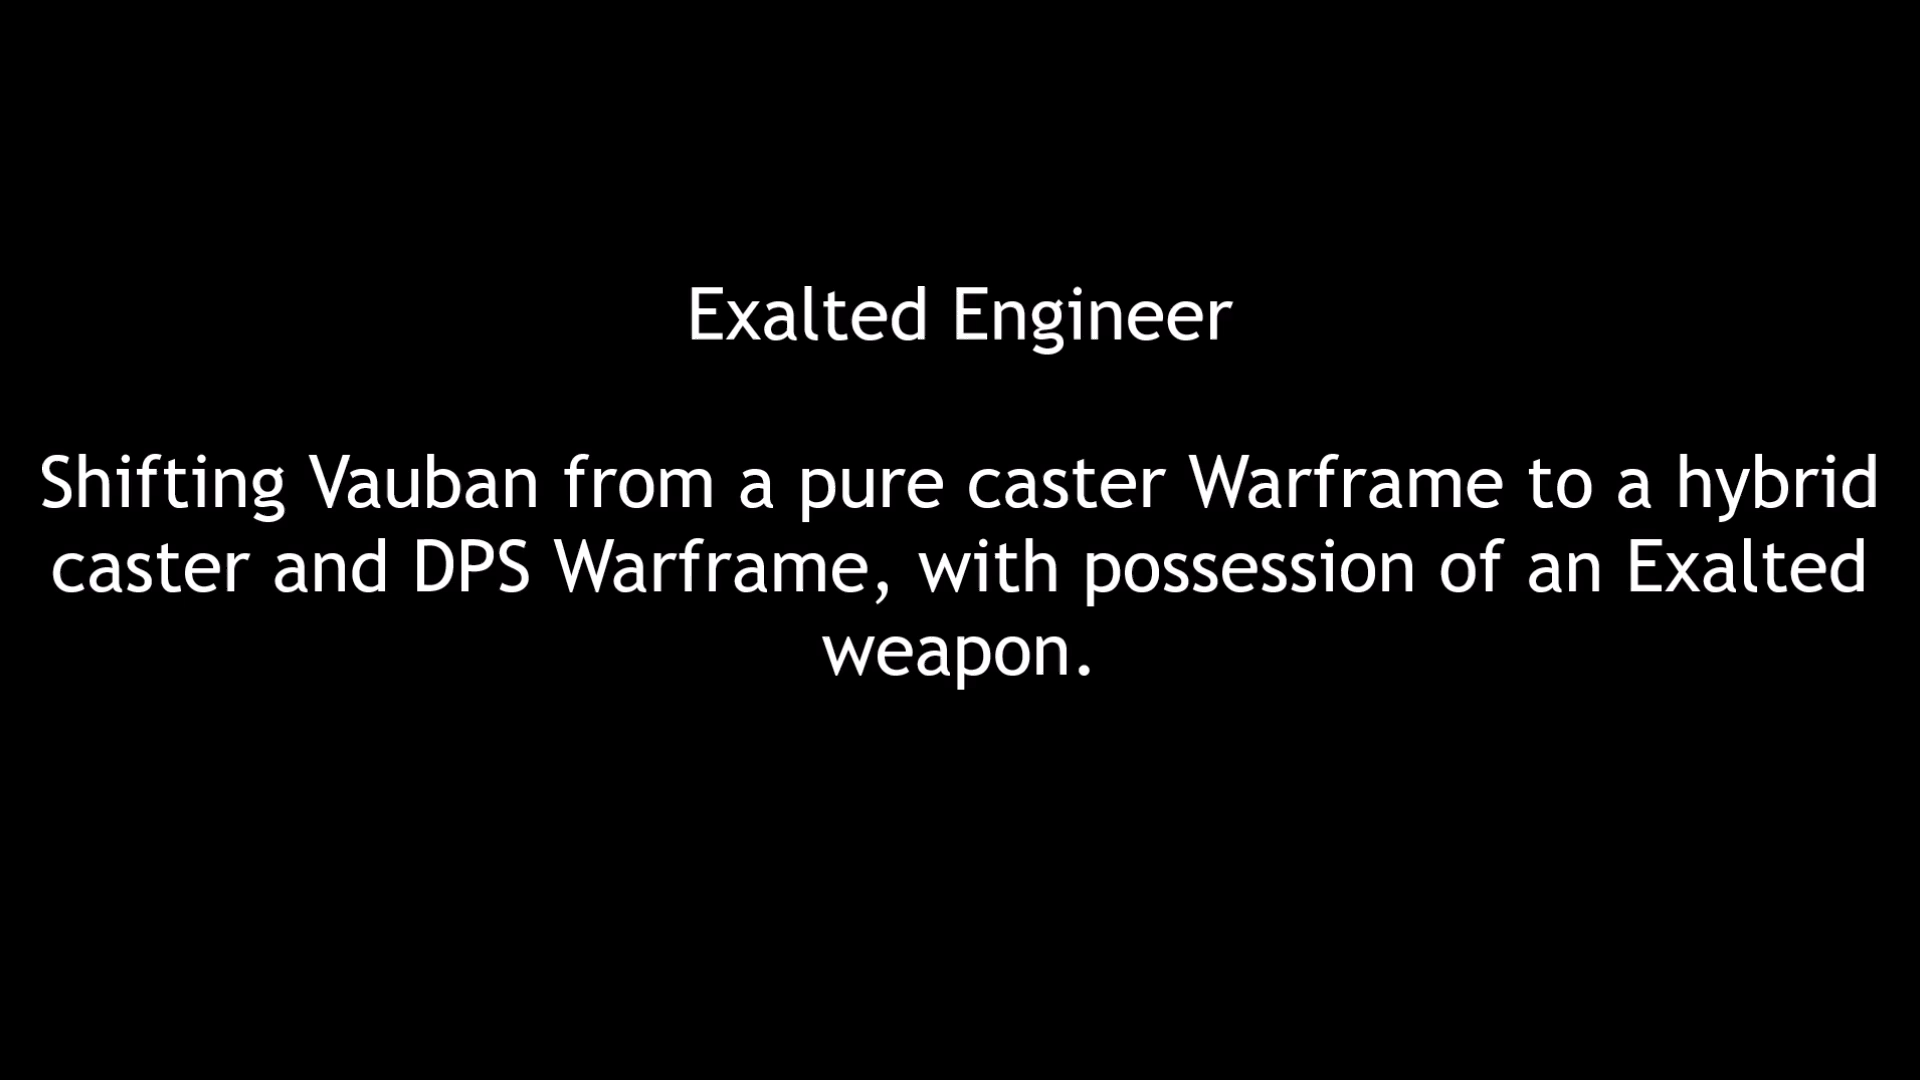 Exalted Engineer
Shifting Vauban from a pure caster Warframe to a hybrid
caster and DPS Warframe, with possession of an Exalted
weapon.